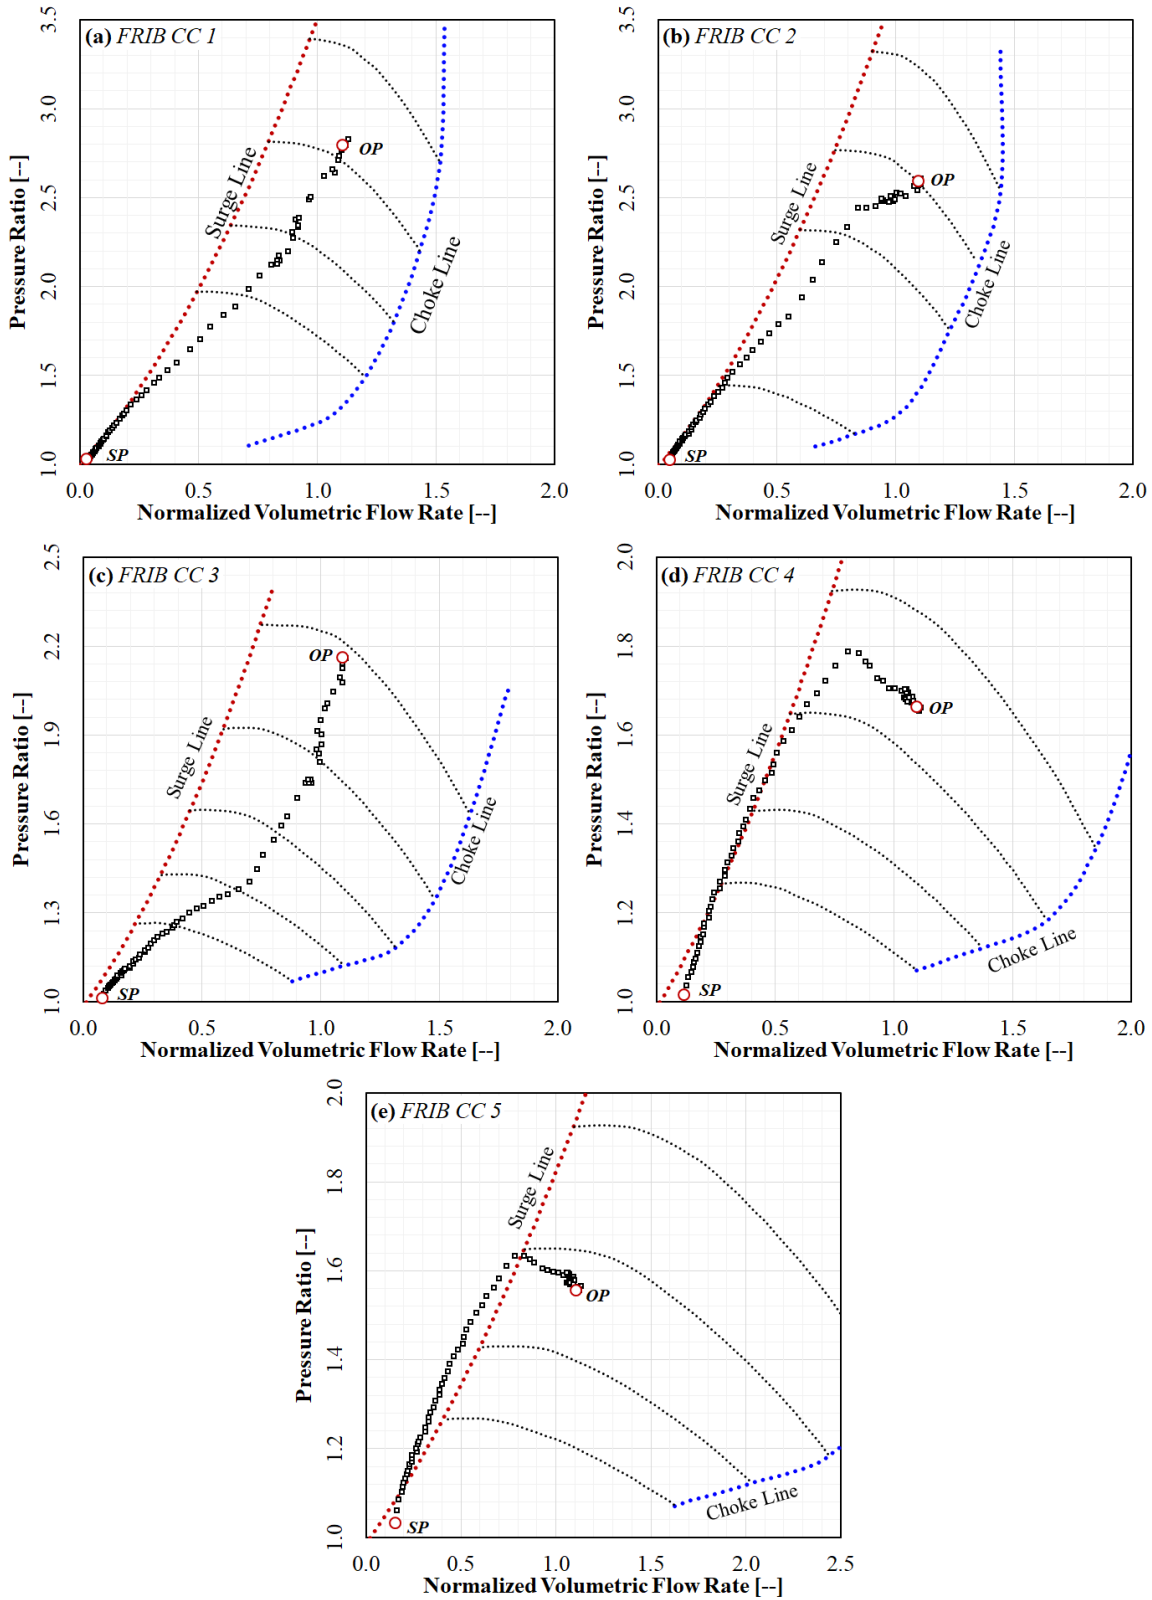 (a) FRIB CC 1
3.5
3.0
2.5
2.0
1.5
1.0
Pressure Ratio [--]
Surge Line
Choke Line
OP
SP
0.0 0.5 1.0 1.5 2.0
Normalized Volumetric Flow Rate [--]
(b) FRIB CC 2
3.5
3.0
2.5
2.0
1.5
1.0
Pressure Ratio [--]
Surge Line
Choke Line
OP
SP
0.0 0.5 1.0 1.5 2.0
Normalized Volumetric Flow Rate [--]
(c) FRIB CC 3
2.5
2.2
1.9
1.6
1.3
1.0
Pressure Ratio [--]
Surge Line
Choke Line
OP
SP
0.0 0.5 1.0 1.5 2.0
Normalized Volumetric Flow Rate [--]
(d) FRIB CC 4
2.0
1.8
1.6
1.4
1.2
1.0
Pressure Ratio [--]
Surge Line
Choke Line
OP
SP
0.0 0.5 1.0 1.5 2.0
Normalized Volumetric Flow Rate [--]
(e) FRIB CC 5
2.0
1.8
1.6
1.4
1.2
1.0
Pressure Ratio [--]
Surge Line
Choke Line
OP
SP
0.0 0.5 1.0 1.5 2.0 2.5
Normalized Volumetric Flow Rate [--]